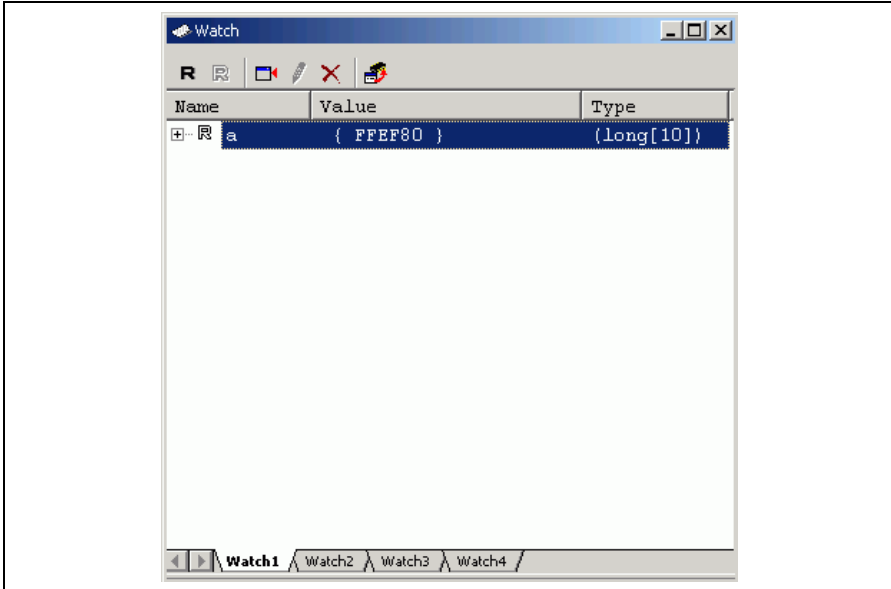 Watch
R R
Name Value Type
R a { FFEF80 } (long[10])
Watch1 Watch2 Watch3 Watch4